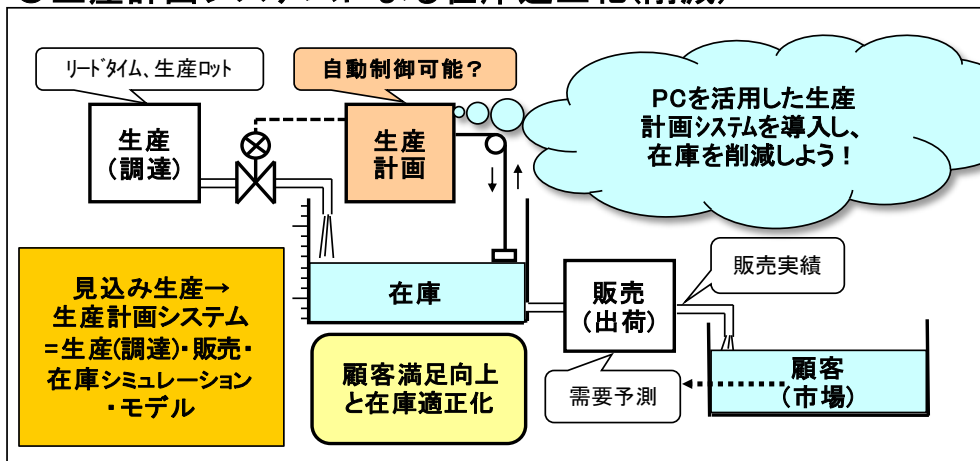 リードタイム、生産ロット
自動制御可能？
PCを活用した生産
計画システムを導入し、
在庫を削減しよう！
生産
（調達）
生産
計画
見込み生産→
生産計画システム
=生産(調達)・販売・
在庫シミュレーション
・モデル
在庫
販売
（出荷）
販売実績
顧客満足向上
と在庫適正化
需要予測
顧客
（市場）